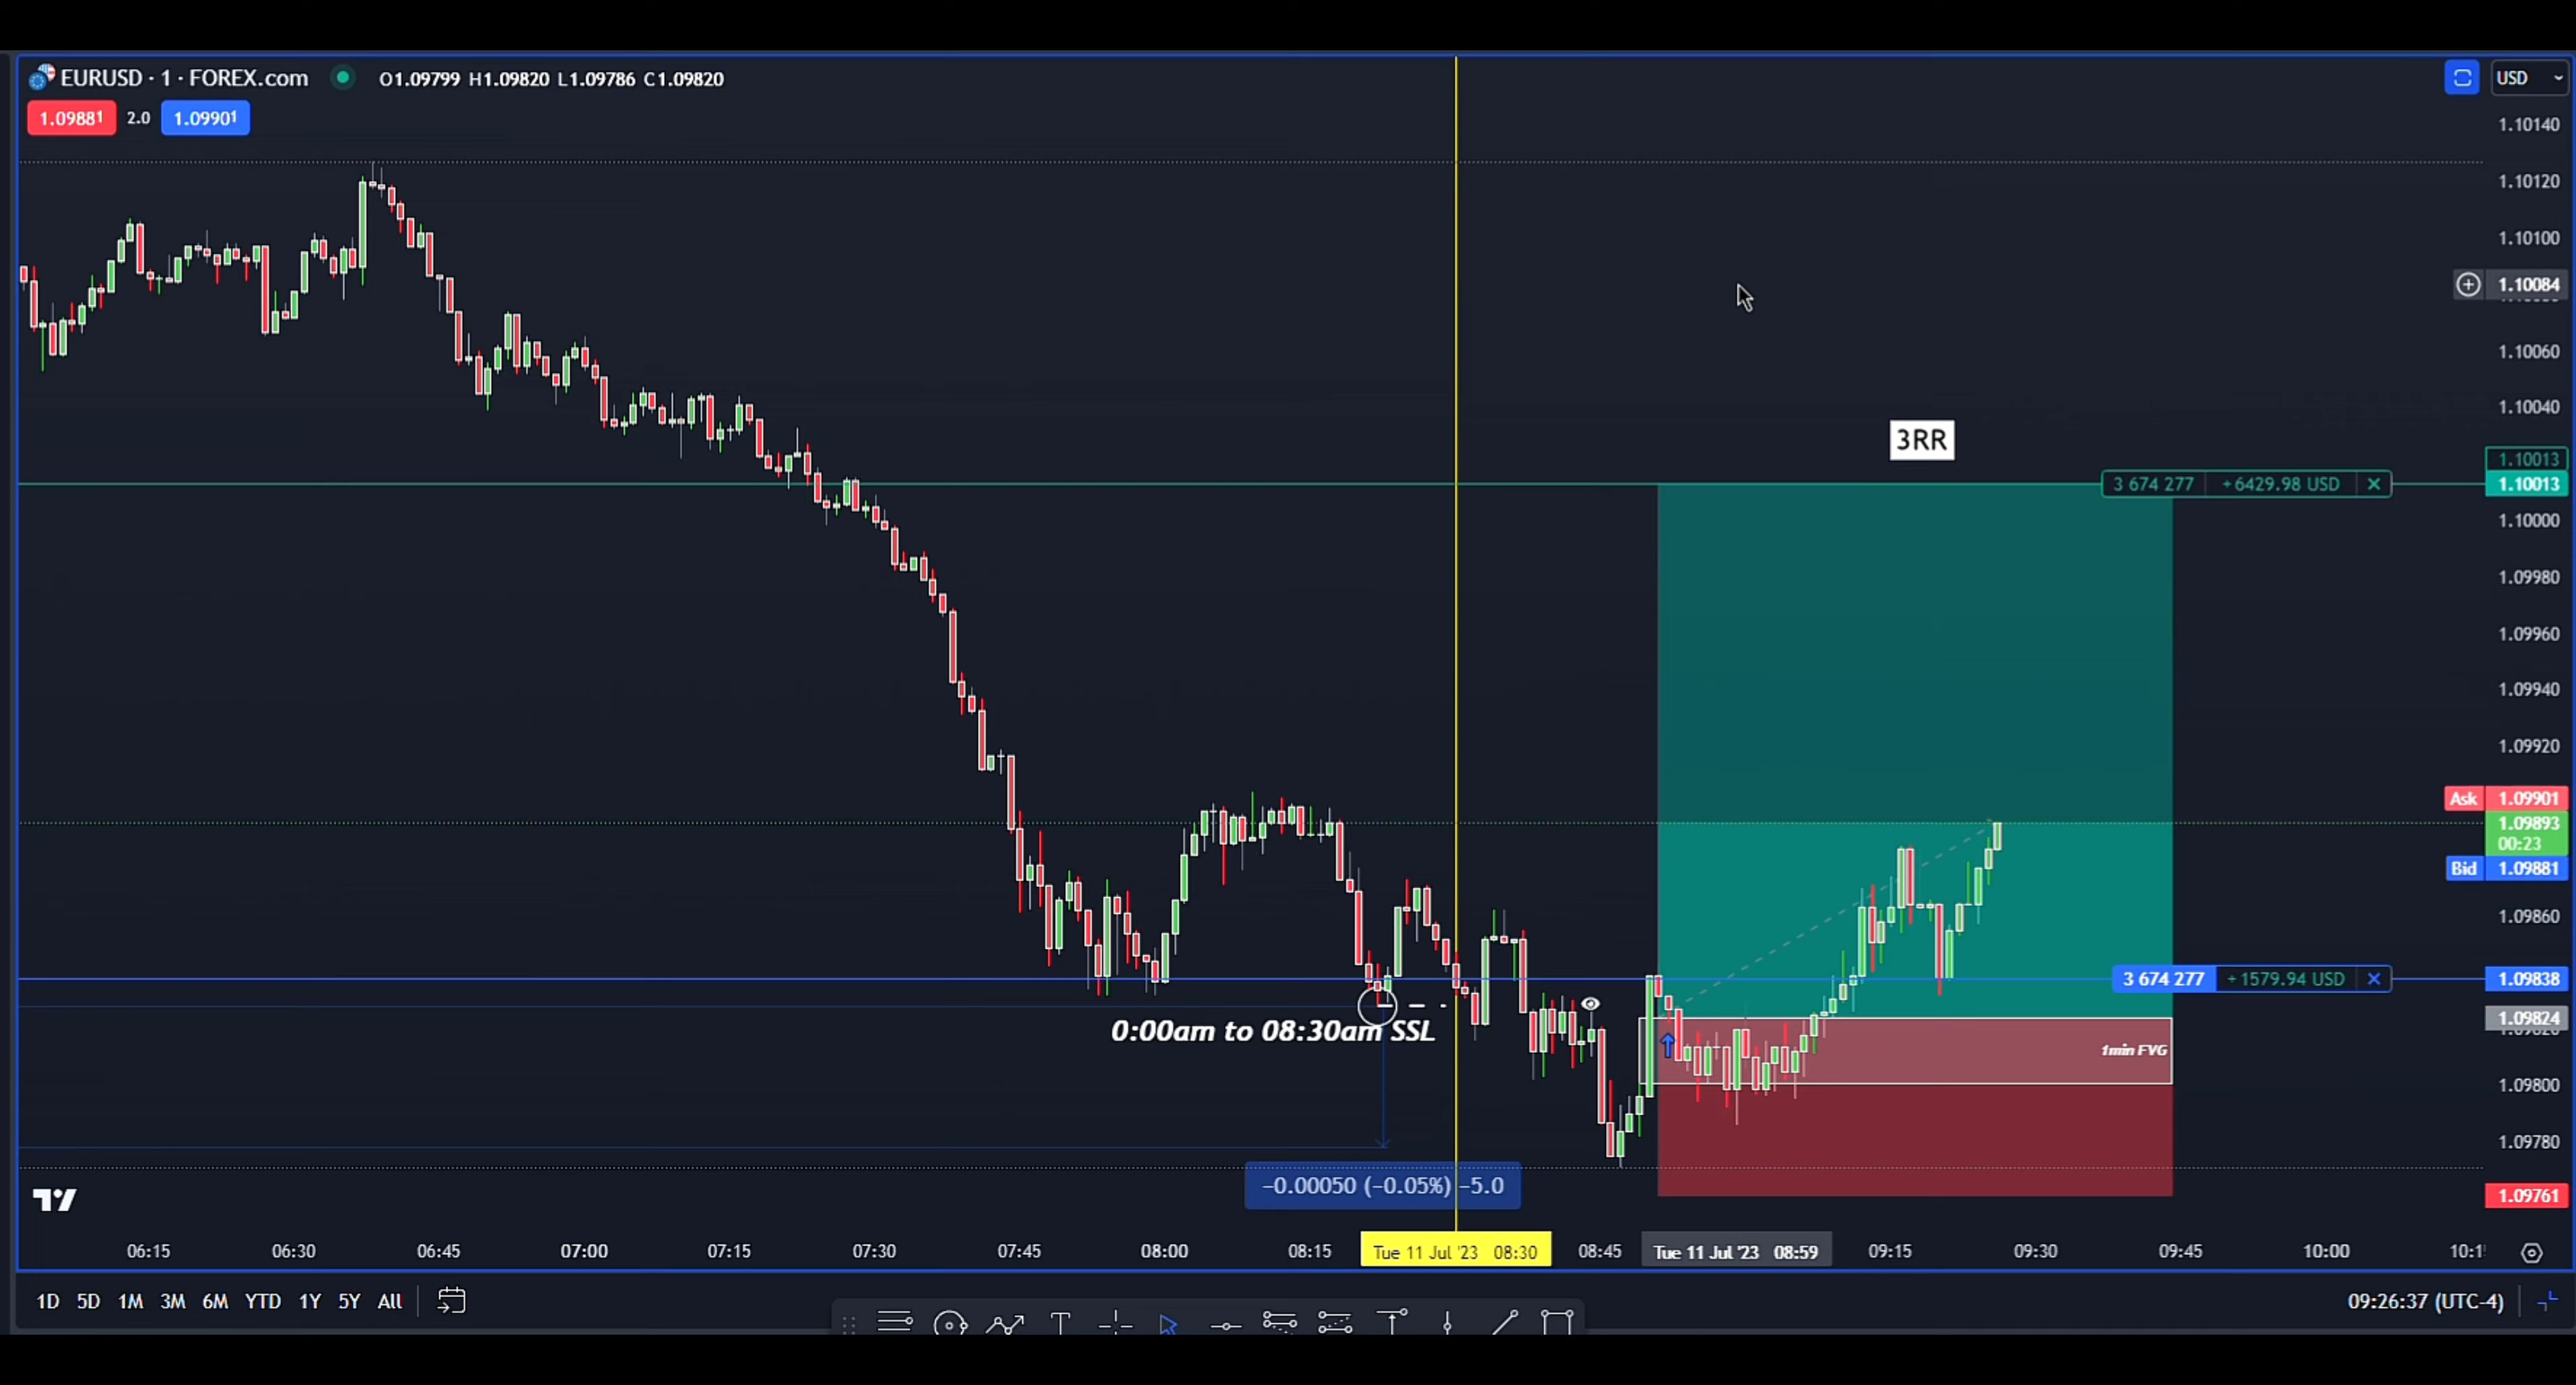 EURUSD · 1 · FOREX.com O1.09799 H1.09820 L1.09786 C1.09820
USD
1.09881 2.0 1.09901
1.10140
1.10120
1.10100
1.10084
1.10060
1.10040
3RR
1.10013
3 674 277 +6429.98 USD 1.10013
1.10000
1.09980
1.09960
1.09940
1.09920
Ask 1.09901
1.09893
00:23
Bid 1.09881
1.09860
3 674 277 +1579.94 USD 1.09838
1.09824
0:00am to 08:30am SSL
1min FVG
1.09800
1.09780
−0.00050 (−0.05%) −5.0
1.09761
06:15 06:30 06:45 07:00 07:15 07:30 07:45 08:00 08:15 Tue 11 Jul '23 08:30 08:45 Tue 11 Jul '23 08:59 09:15 09:30 09:45 10:00
1D 5D 1M 3M 6M YTD 1Y 5Y All 09:26:37 (UTC-4)